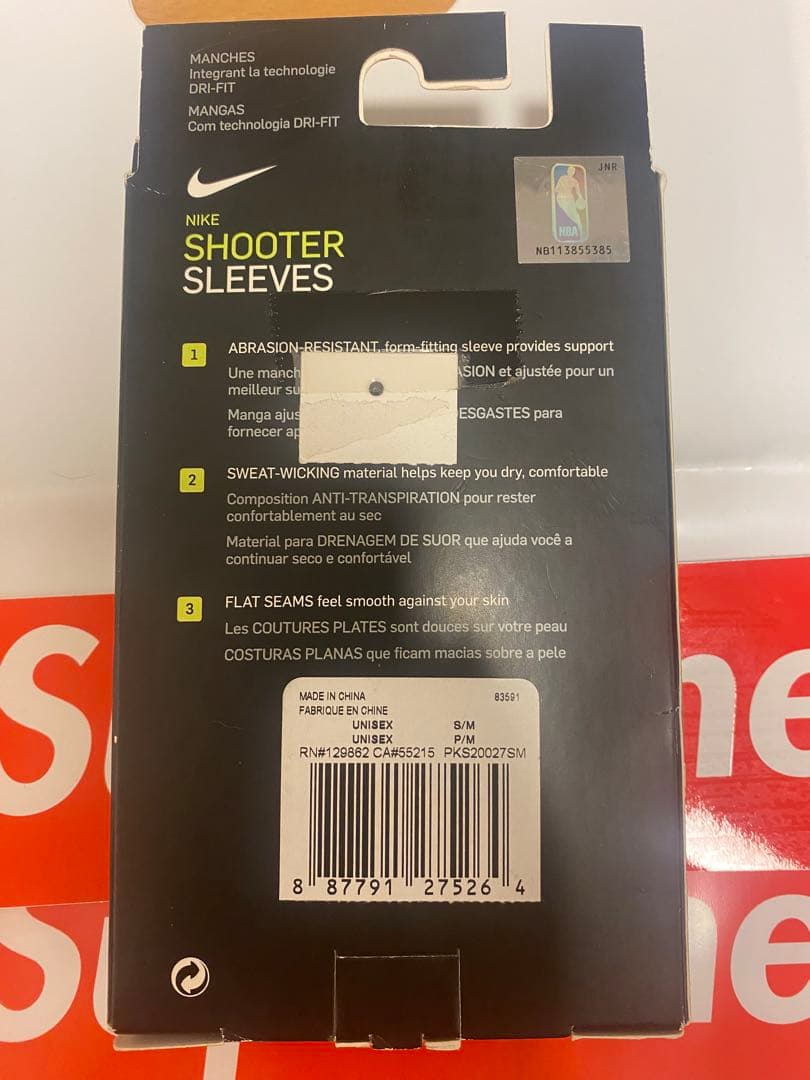 MANCHES
Integrant la technologie
DRI-FIT
MANGAS
Com technologia DRI-FIT
JNR
NBA
NB113855385
NIKE
SHOOTER
SLEEVES
1
ABRASION-RESISTANT, form-fitting sleeve provides support
Une manch ASION et ajustée pour un
meilleur su
Manga ajus ESGASTES para
fornecer ap
2
SWEAT-WICKING material helps keep you dry, comfortable
Composition ANTI-TRANSPIRATION pour rester
confortablement au sec
Material para DRENAGEM DE SUOR que ajuda você a
continuar seco e confortável
3
FLAT SEAMS feel smooth against your skin
Les COUTURES PLATES sont douces sur votre peau
COSTURAS PLANAS que ficam macias sobre a pele
MADE IN CHINA 83591
FABRIQUE EN CHINE
UNISEX S/M
UNISEX P/M
RN#129862 CA#55215 PKS20027SM
8 87791 27526 4
S me
S me